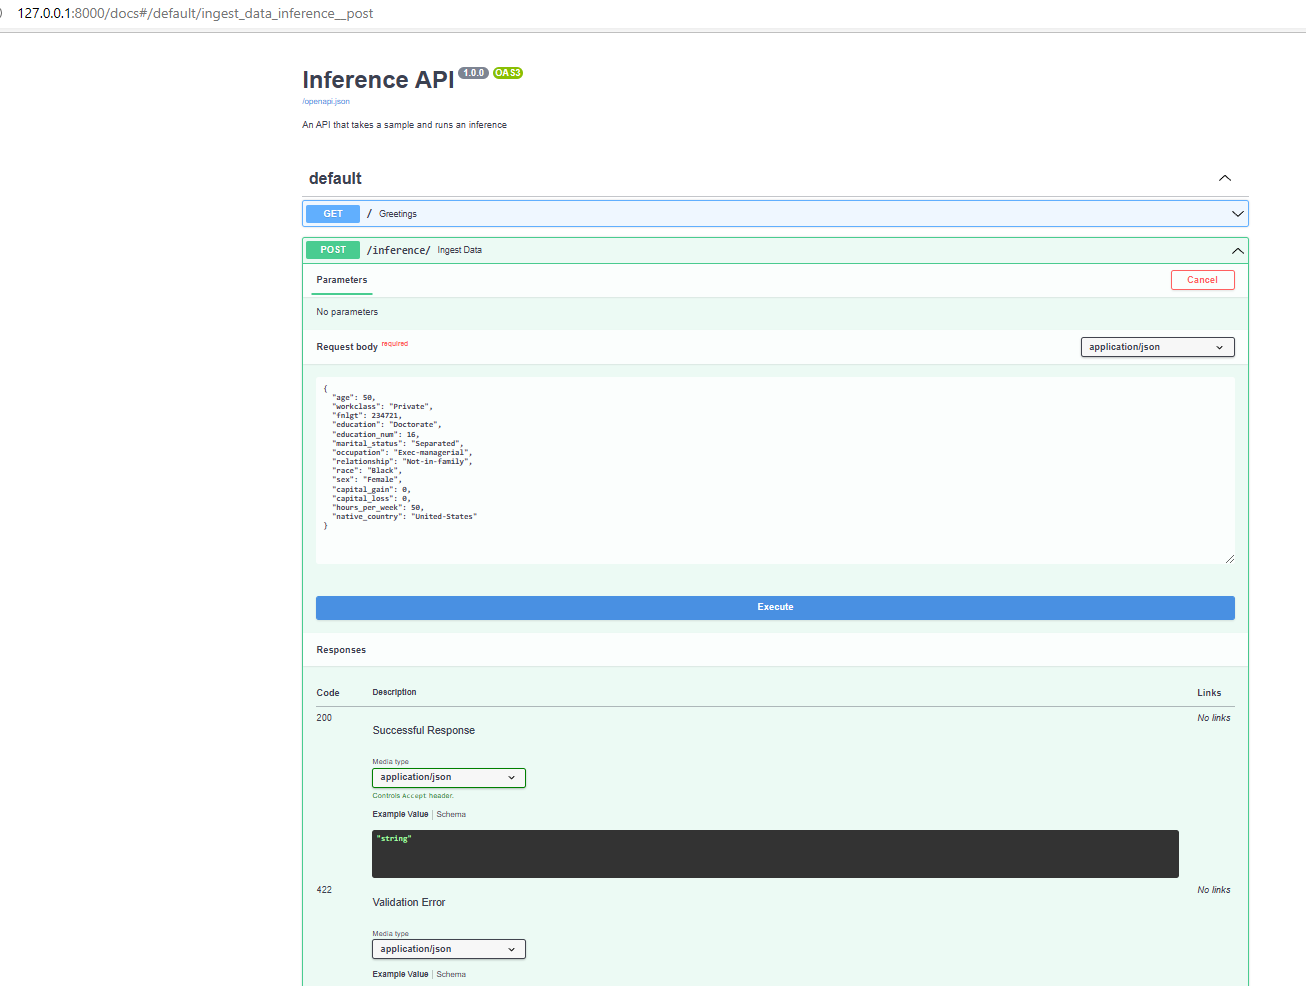 127.0.0.1:8000/docs#/default/ingest_data_inference__post
Inference API 1.0.0 OAS3
/openapi.json
An API that takes a sample and runs an inference
default
GET / Greetings
POST /inference/ Ingest Data
Parameters
Cancel
No parameters
Request body required
application/json
{
"age": 50,
"workclass": "Private",
"fnlgt": 234721,
"education": "Doctorate",
"education_num": 16,
"marital_status": "Separated",
"occupation": "Exec-managerial",
"relationship": "Not-in-family",
"race": "Black",
"sex": "Female",
"capital_gain": 0,
"capital_loss": 0,
"hours_per_week": 50,
"native_country": "United-States"
}
Execute
Responses
Code Description Links
200 No links
Successful Response
Media type
application/json
Controls Accept header.
Example Value | Schema
"string"
422 No links
Validation Error
Media type
application/json
Example Value | Schema